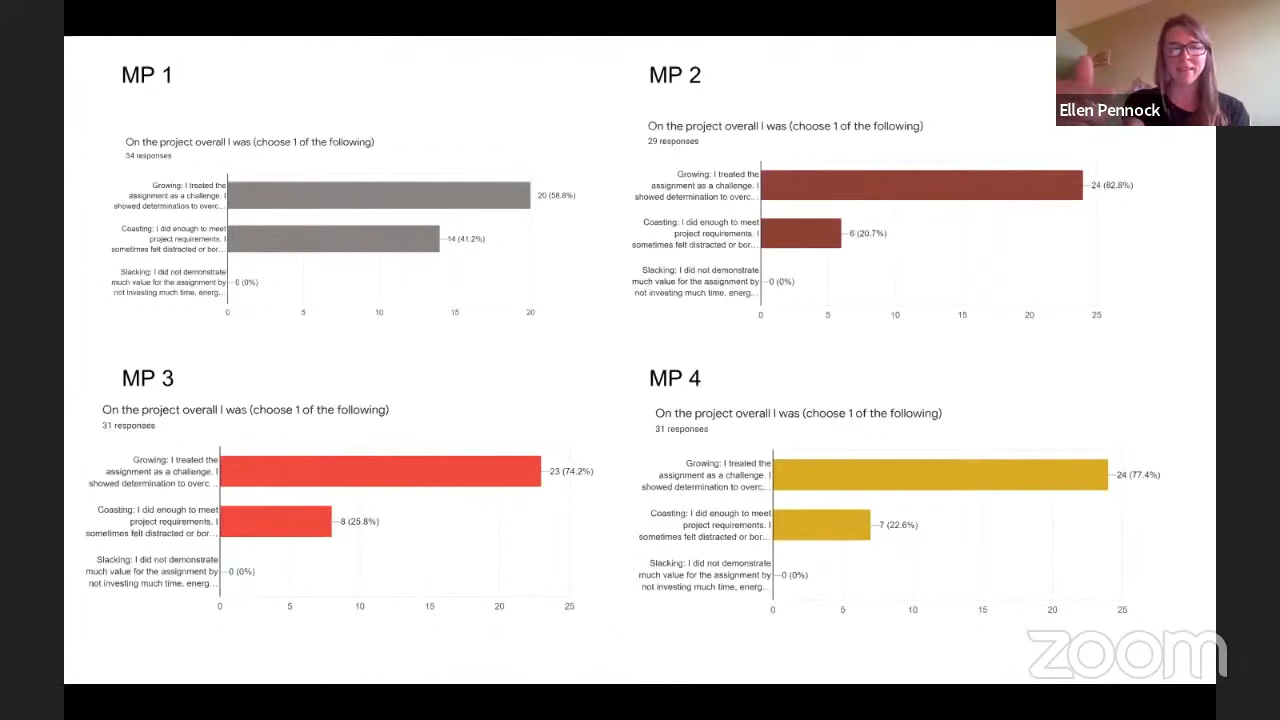 MP 1
On the project overall I was (choose 1 of the following)
34 responses
Growing: I treated the
assignment as a challenge. I
showed determination to overc...
20 (58.8%)
Coasting: I did enough to meet
project requirements. I
sometimes felt distracted or bor...
14 (41.2%)
Slacking: I did not demonstrate
much value for the assignment by
not investing much time, energ...
0 (0%)
0 5 10 15 20
MP 2
On the project overall I was (choose 1 of the following)
29 responses
Growing: I treated the
assignment as a challenge. I
showed determination to overc...
24 (82.8%)
Coasting: I did enough to meet
project requirements. I
sometimes felt distracted or bor...
6 (20.7%)
Slacking: I did not demonstrate
much value for the assignment by
not investing much time, energ...
0 (0%)
0 5 10 15 20 25
Ellen Pennock
MP 3
On the project overall I was (choose 1 of the following)
31 responses
Growing: I treated the
assignment as a challenge. I
showed determination to overc...
23 (74.2%)
Coasting: I did enough to meet
project requirements. I
sometimes felt distracted or bor...
8 (25.8%)
Slacking: I did not demonstrate
much value for the assignment by
not investing much time, energ...
0 (0%)
0 5 10 15 20 25
MP 4
On the project overall I was (choose 1 of the following)
31 responses
Growing: I treated the
assignment as a challenge. I
showed determination to overc...
24 (77.4%)
Coasting: I did enough to meet
project requirements. I
sometimes felt distracted or bor...
7 (22.6%)
Slacking: I did not demonstrate
much value for the assignment by
not investing much time, energ...
0 (0%)
0 5 10 15 20 25
zoom